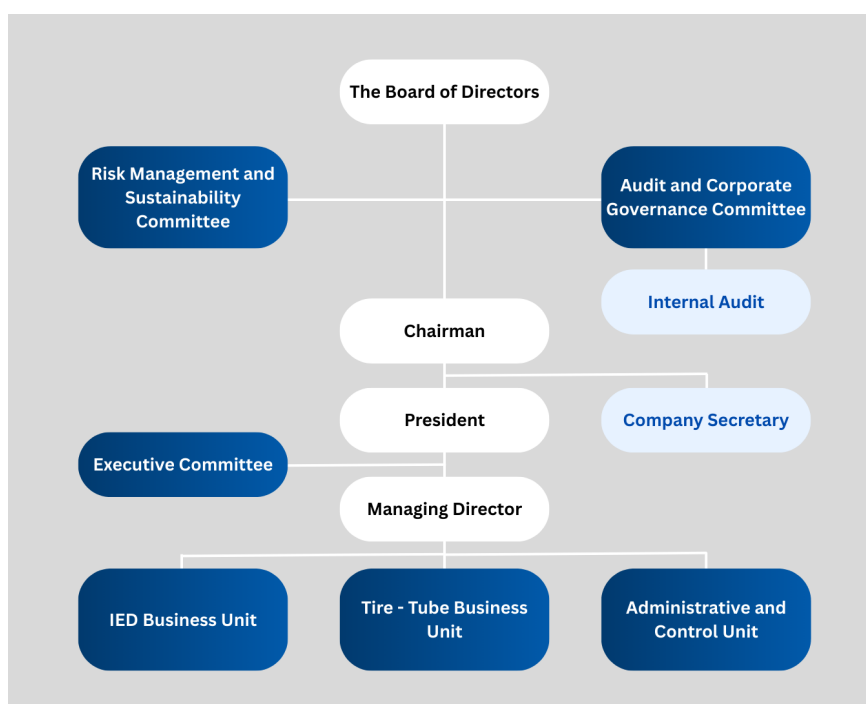 The Board of Directors
Risk Management and
Sustainability
Committee
Audit and Corporate
Governance Committee
Internal Audit
Chairman
President
Company Secretary
Executive Committee
Managing Director
IED Business Unit
Tire - Tube Business
Unit
Administrative and
Control Unit